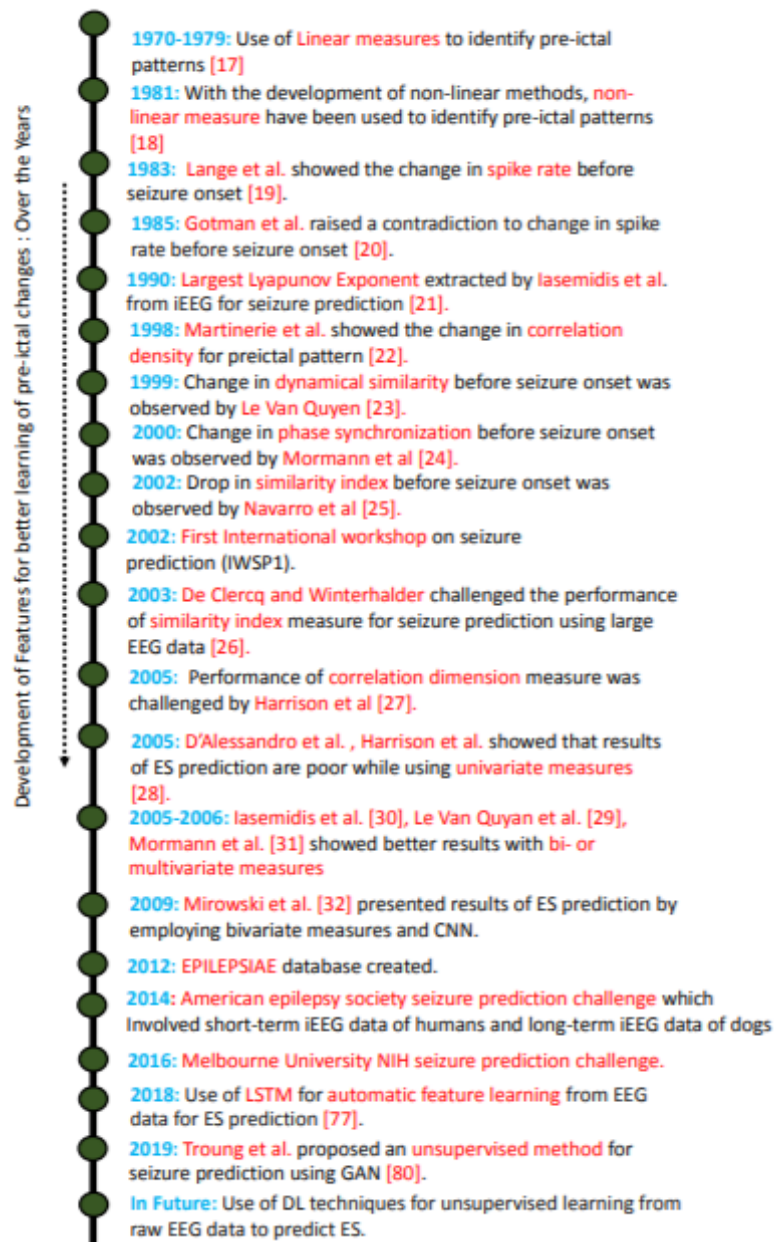 Development of Features for better learning of pre-ictal changes : Over the Years
1970-1979: Use of Linear measures to identify pre-ictal
patterns [17]
1981: With the development of non-linear methods, non-
linear measure have been used to identify pre-ictal patterns
[18]
1983: Lange et al. showed the change in spike rate before
seizure onset [19].
1985: Gotman et al. raised a contradiction to change in spike
rate before seizure onset [20].
1990: Largest Lyapunov Exponent extracted by Iasemidis et al.
from iEEG for seizure prediction [21].
1998: Martinerie et al. showed the change in correlation
density for preictal pattern [22].
1999: Change in dynamical similarity before seizure onset was
observed by Le Van Quyen [23].
2000: Change in phase synchronization before seizure onset
was observed by Mormann et al [24].
2002: Drop in similarity index before seizure onset was
observed by Navarro et al [25].
2002: First International workshop on seizure
prediction (IWSP1).
2003: De Clercq and Winterhalder challenged the performance
of similarity index measure for seizure prediction using large
EEG data [26].
2005: Performance of correlation dimension measure was
challenged by Harrison et al [27].
2005: D'Alessandro et al. , Harrison et al. showed that results
of ES prediction are poor while using univariate measures
[28].
2005-2006: Iasemidis et al. [30], Le Van Quyan et al. [29],
Mormann et al. [31] showed better results with bi- or
multivariate measures
2009: Mirowski et al. [32] presented results of ES prediction by
employing bivariate measures and CNN.
2012: EPILEPSIAE database created.
2014: American epilepsy society seizure prediction challenge which
Involved short-term iEEG data of humans and long-term iEEG data of dogs
2016: Melbourne University NIH seizure prediction challenge.
2018: Use of LSTM for automatic feature learning from EEG
data for ES prediction [77].
2019: Troung et al. proposed an unsupervised method for
seizure prediction using GAN [80].
In Future: Use of DL techniques for unsupervised learning from
raw EEG data to predict ES.